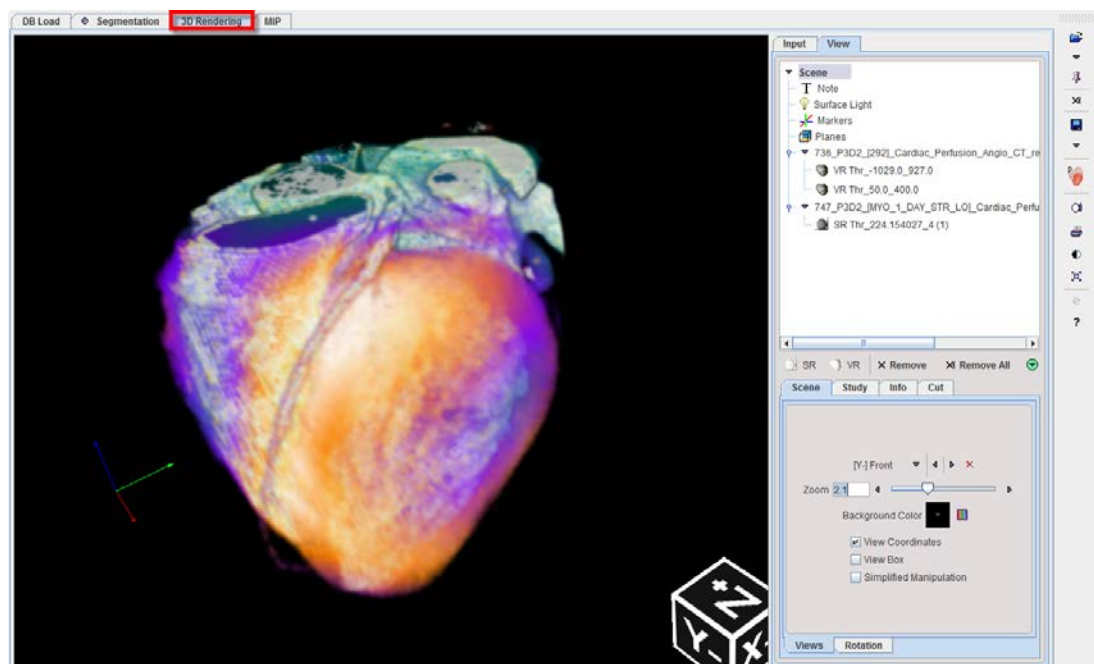 DB Load Segmentation 3D Rendering MIP
Input View
Scene
T Note
Surface Light
Markers
Planes
736_P3D2_[292]_Cardiac_Perfusion_Angio_CT_re
VR Thr_-1029.0_927.0
VR Thr_50.0_400.0
747_P3D2_[MYO_1_DAY_STR_LO]_Cardiac_Perfu
SR Thr_224.154027_4 (1)
SR VR Remove Remove All
Scene Study Info Cut
[Y-] Front
Zoom 2.1
Background Color
View Coordinates
View Box
Simplified Manipulation
Views Rotation
+Z
Y- X
?